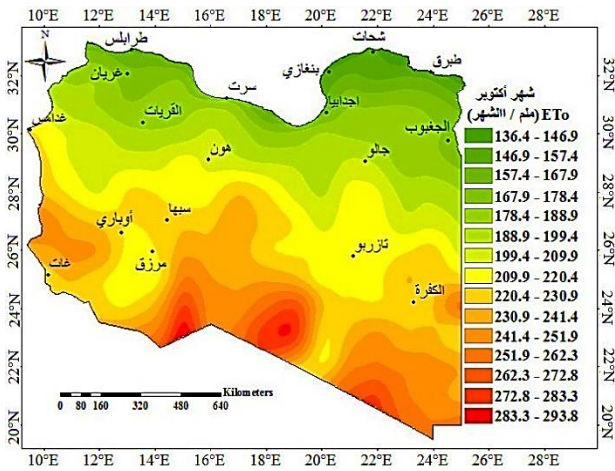 10°E 12°E 14°E 16°E 18°E 20°E 22°E 24°E 26°E 28°E
N
طرابلس
شحات
طبرق
بنغازي
غريان
سرت
اجدابيا
القريات
غدامس
الجغبوب
هون
جالو
سبها
أوباري
تازربو
مرزق
غات
الكفرة
شهر أكتوبر
ETo (ملم / االشهر)
136.4 - 146.9
146.9 - 157.4
157.4 - 167.9
167.9 - 178.4
178.4 - 188.9
188.9 - 199.4
199.4 - 209.9
209.9 - 220.4
220.4 - 230.9
230.9 - 241.4
241.4 - 251.9
251.9 - 262.3
262.3 - 272.8
272.8 - 283.3
283.3 - 293.8
32°N
30°N
28°N
26°N
24°N
22°N
20°N
32°N
30°N
28°N
26°N
24°N
22°N
20°N
Kilometers
0 80 160 320 480 640
10°E 12°E 14°E 16°E 18°E 20°E 22°E 24°E 26°E 28°E